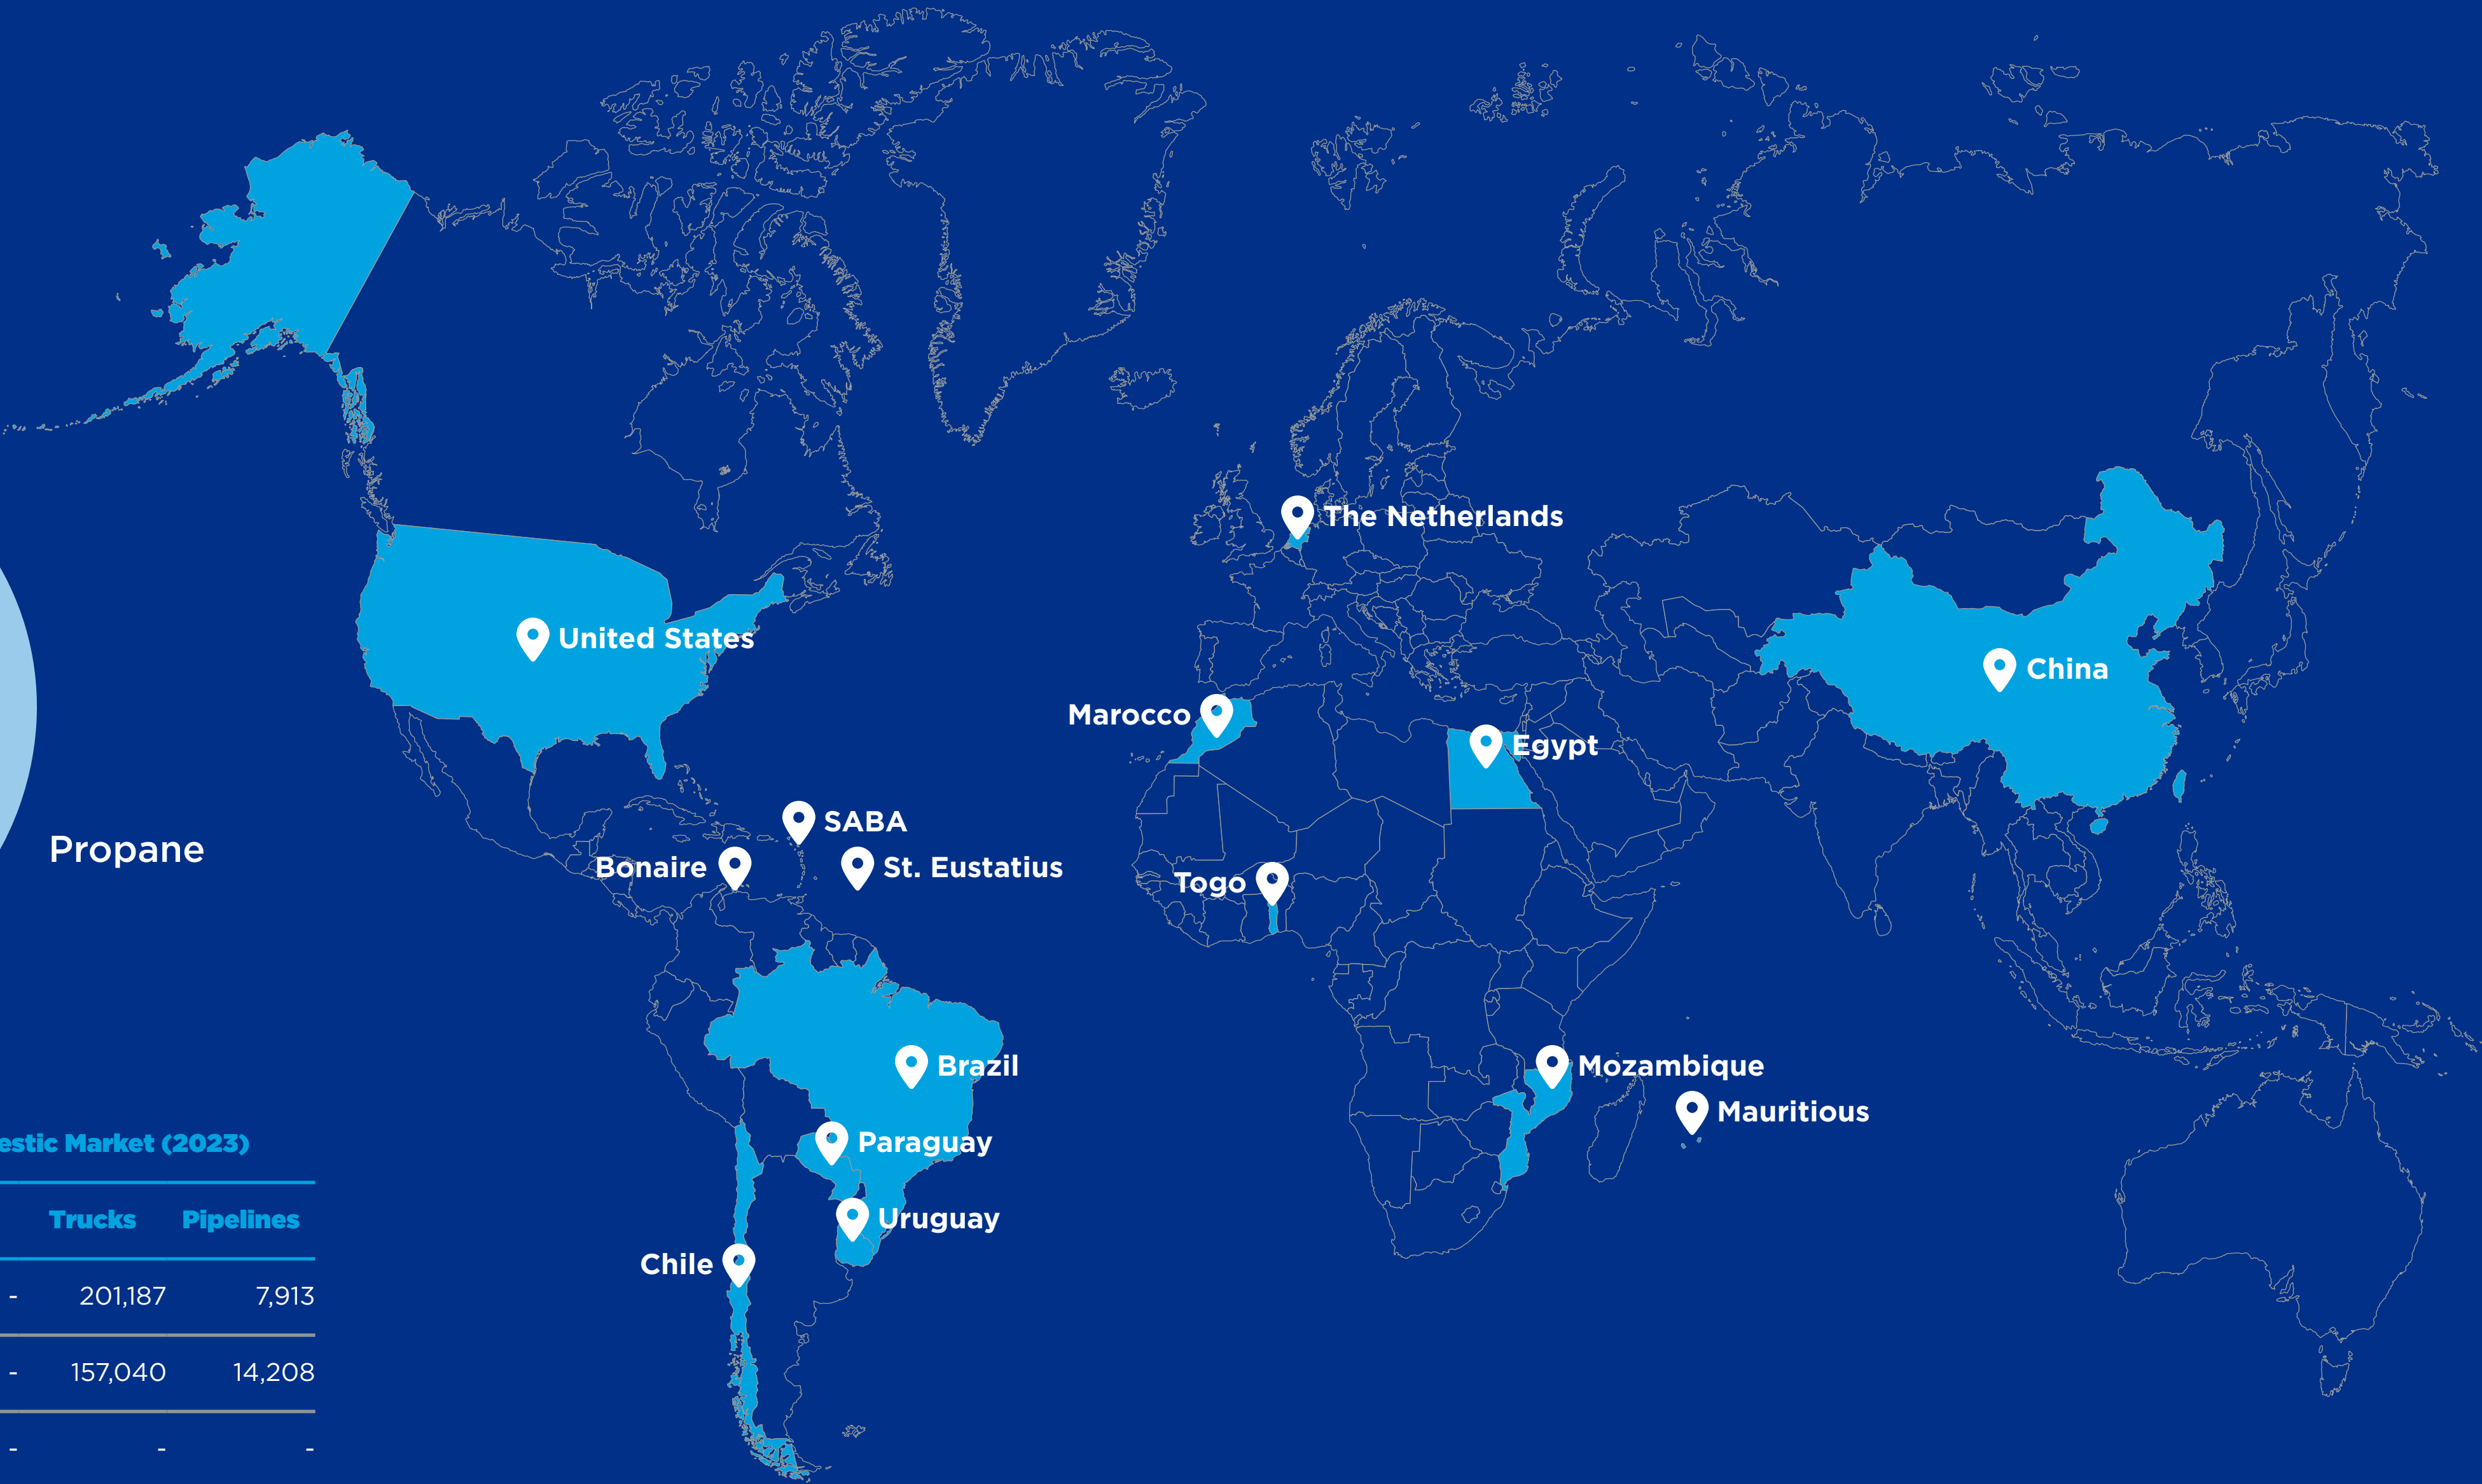 The Netherlands
United States
China
Marocco
Egypt
SABA
Propane
Bonaire
St. Eustatius
Togo
Brazil
Mozambique
Mauritious
estic Market (2023)
Paraguay
Trucks Pipelines
Uruguay
Chile
- 201,187 7,913
- 157,040 14,208
- - -